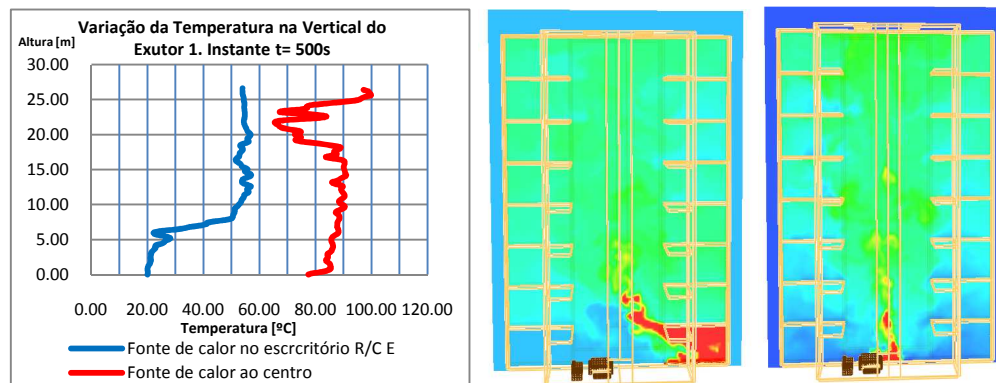 Variação da Temperatura na Vertical do
Exutor 1. Instante t= 500s
Altura [m]
30.00
25.00
20.00
15.00
10.00
5.00
0.00
0.00 20.00 40.00 60.00 80.00 100.00 120.00
Temperatura [ºC]
Fonte de calor no escrcritório R/C E
Fonte de calor ao centro